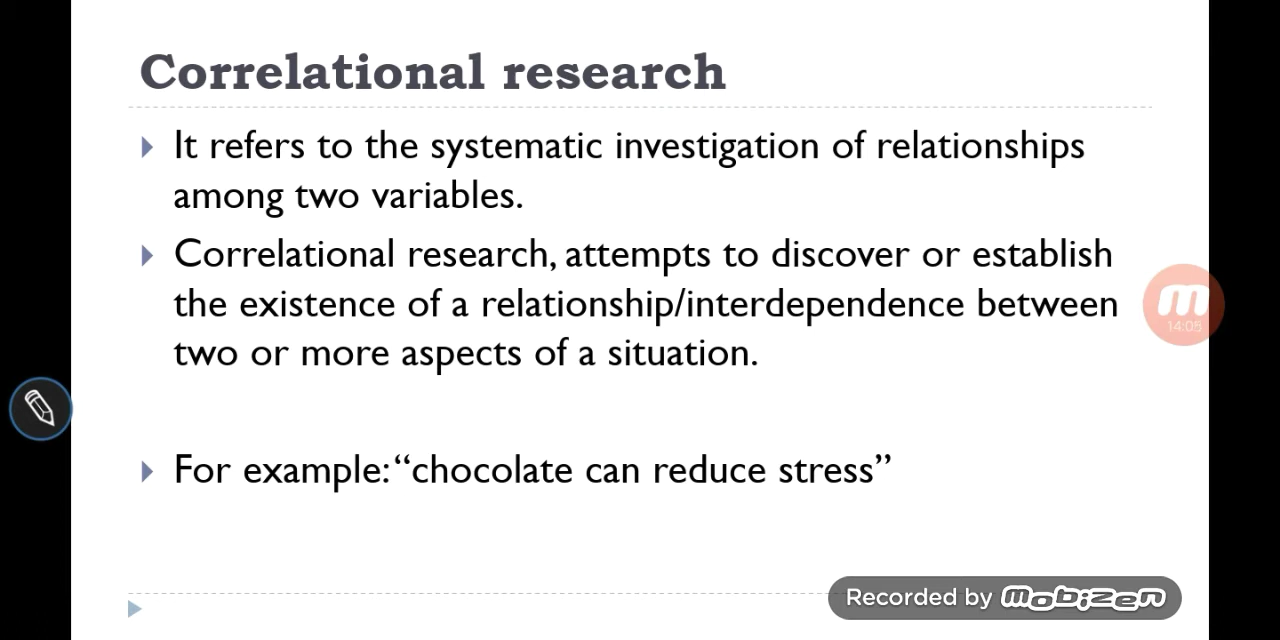 Correlational research
It refers to the systematic investigation of relationships
among two variables.
Correlational research, attempts to discover or establish
the existence of a relationship/interdependence between
two or more aspects of a situation.
For example: “chocolate can reduce stress”
14:05
Recorded by mobizen